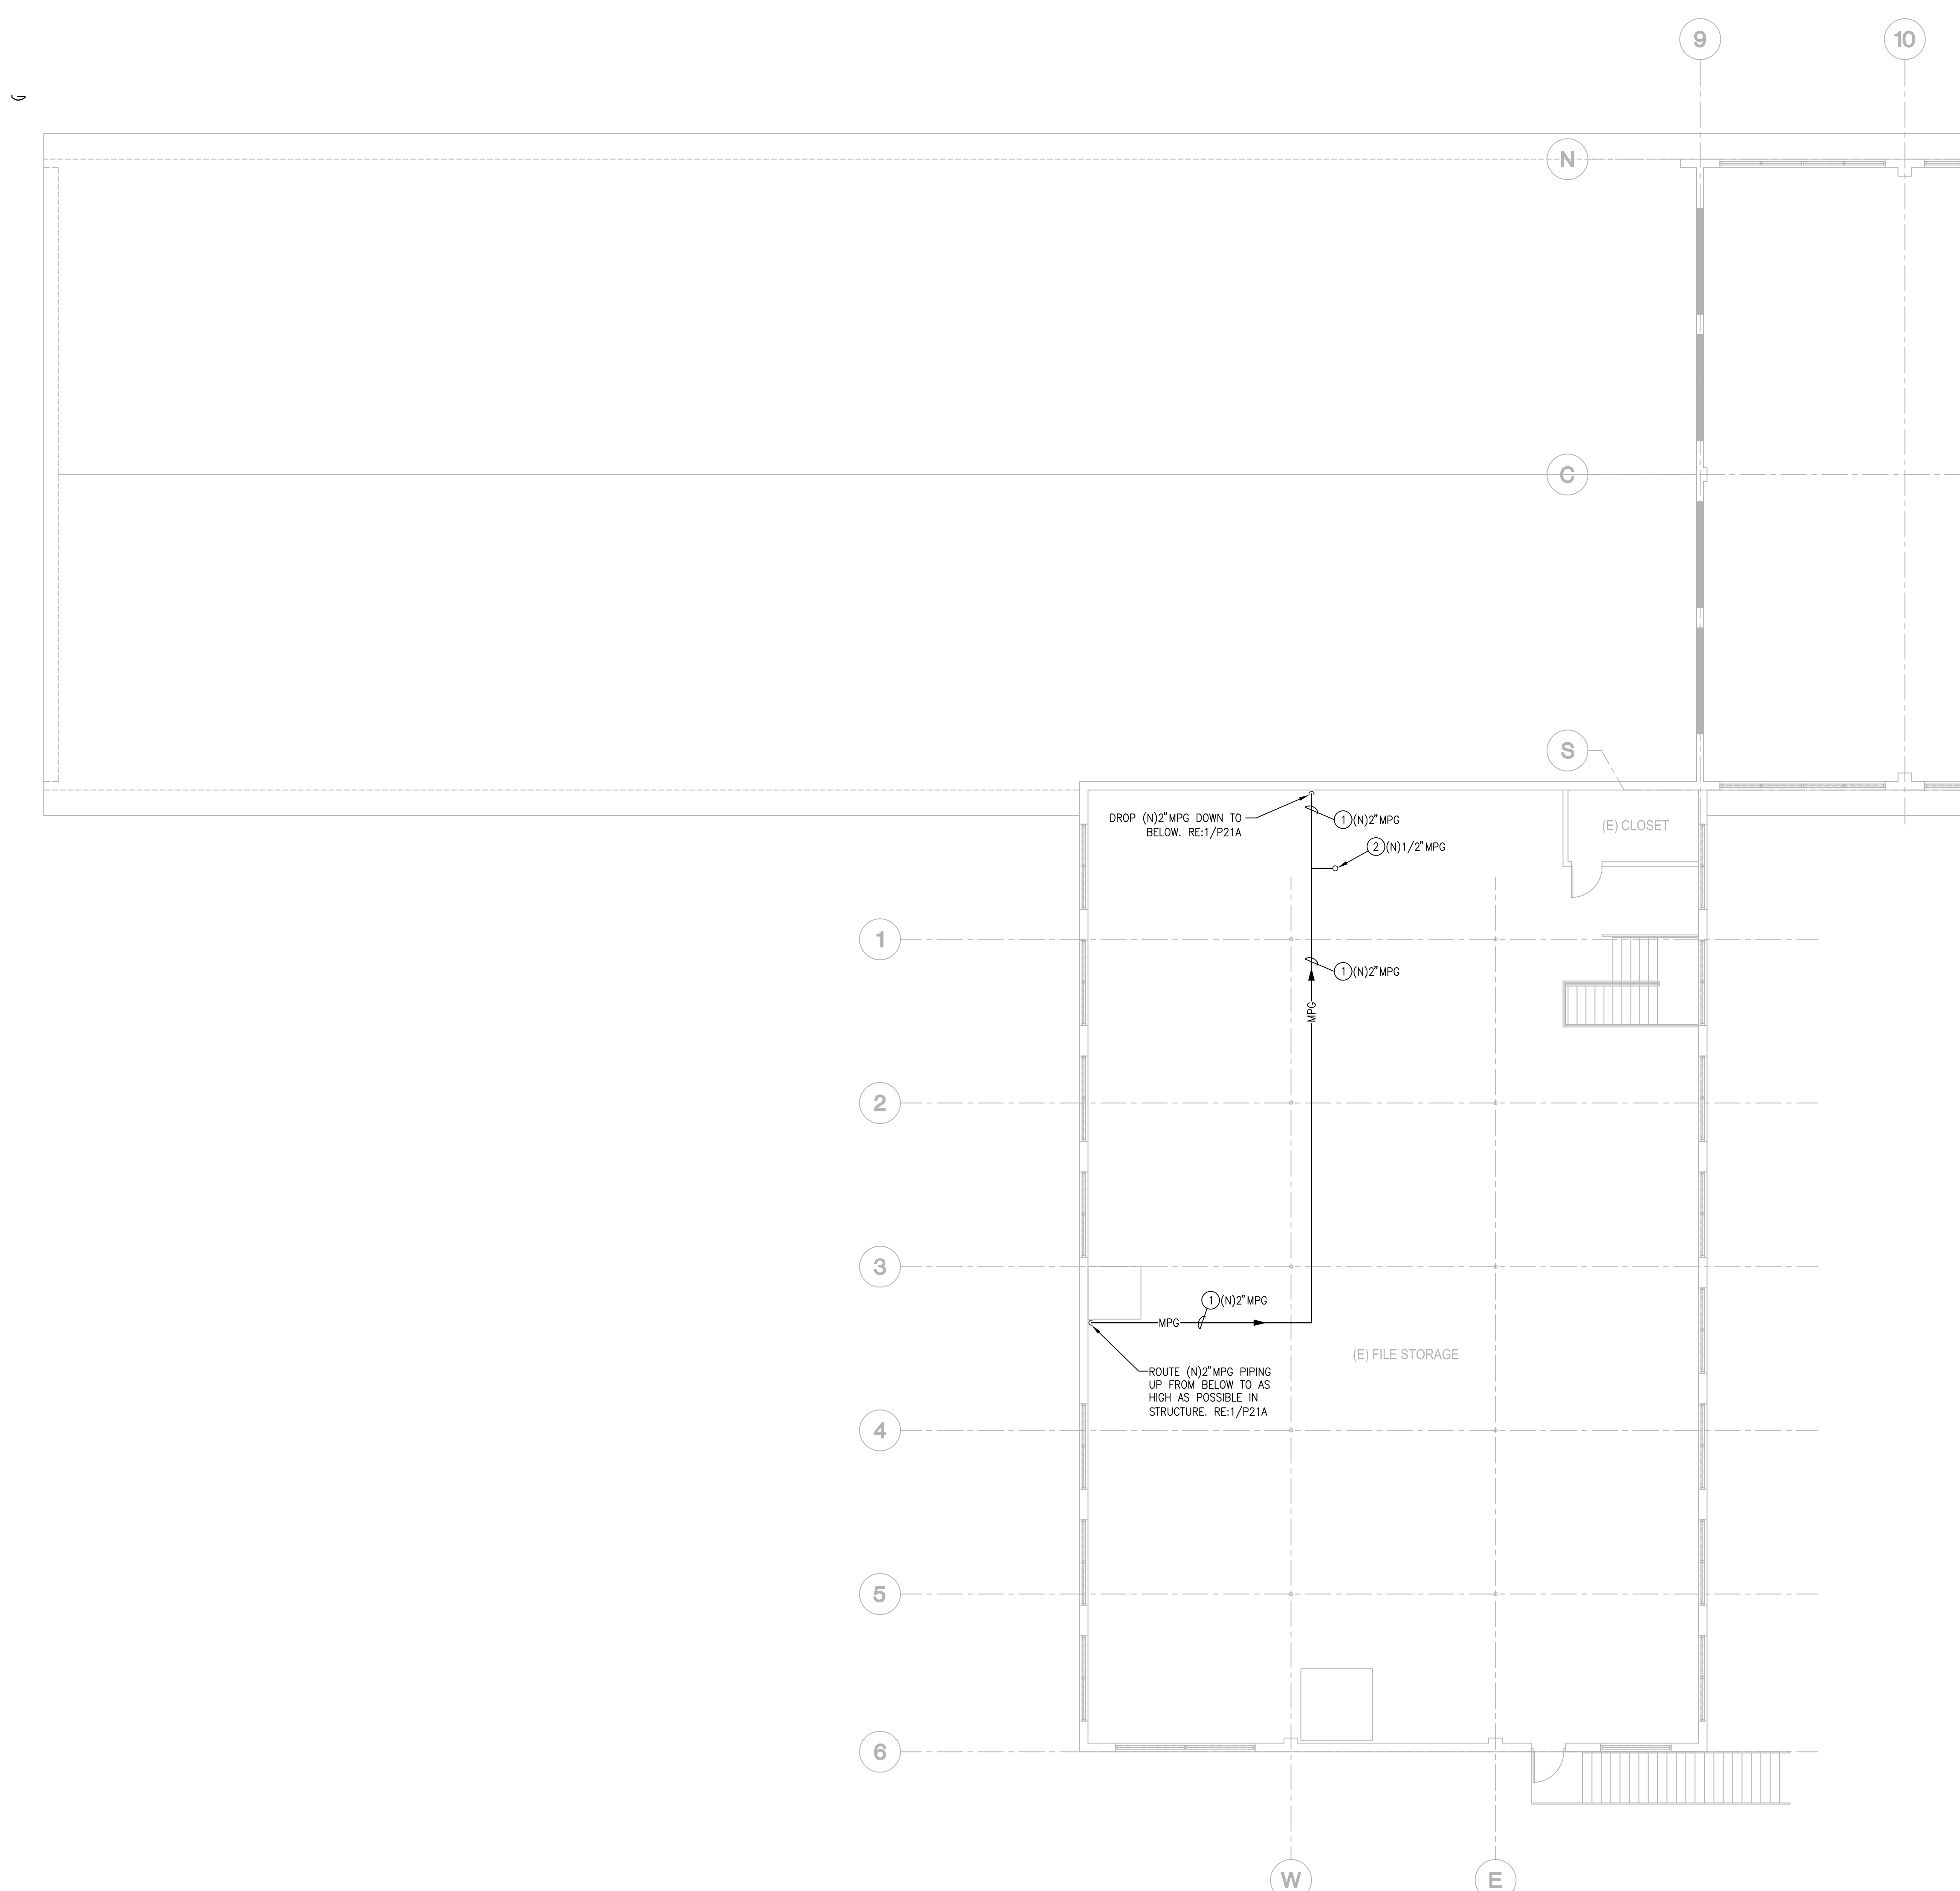 9
10
G
N
C
S
DROP (N)2"MPG DOWN TO
BELOW. RE:1/P21A
1 (N)2"MPG
(E) CLOSET
2 (N)1/2"MPG
1
1 (N)2"MPG
MPG
2
3
1 (N)2"MPG
MPG
(E) FILE STORAGE
ROUTE (N)2"MPG PIPING
UP FROM BELOW TO AS
HIGH AS POSSIBLE IN
STRUCTURE. RE:1/P21A
4
5
6
W
E